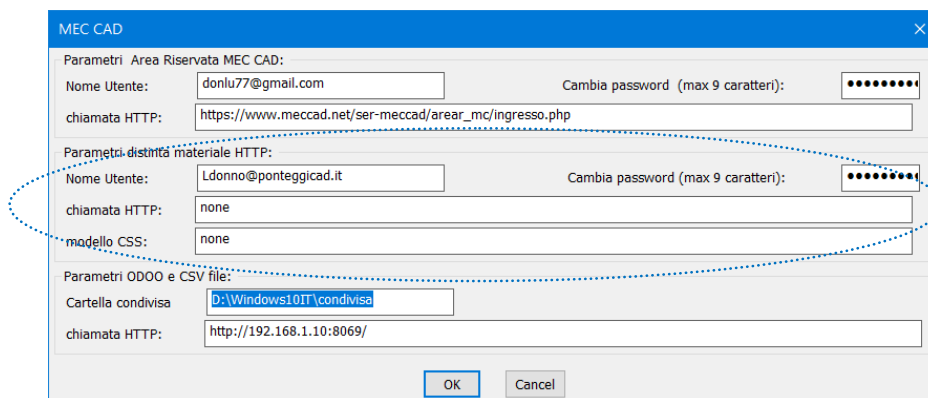 MEC CAD
Parametri Area Riservata MEC CAD:
Nome Utente: donlu77@gmail.com Cambia password (max 9 caratteri): •••••••••
chiamata HTTP: https://www.meccad.net/ser-meccad/arear_mc/ingresso.php
Parametri distinta materiale HTTP:
Nome Utente: Ldonno@ponteggicad.it Cambia password (max 9 caratteri): •••••••••
chiamata HTTP: none
modello CSS: none
Parametri ODOO e CSV file:
Cartella condivisa D:\Windows10IT\condivisa
chiamata HTTP: http://192.168.1.10:8069/
OK Cancel